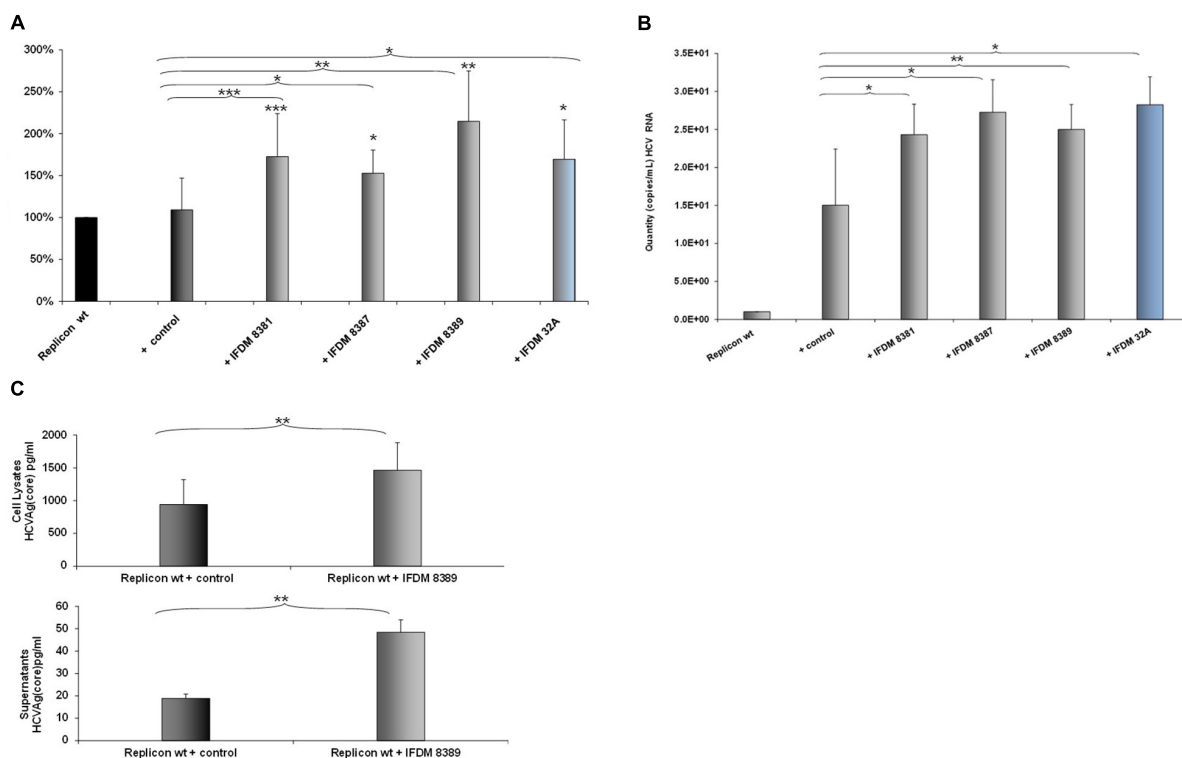 A
300%
250%
200%
150%
100%
50%
0%
*
**
*
***
***
*
**
*
Replicon wt
+ control
+ IFDM 8381
+ IFDM 8387
+ IFDM 8389
+ IFDM 32A
B
Quantity (copies/mL) HCV RNA
3.5E+01
3.0E+01
2.5E+01
2.0E+01
1.5E+01
1.0E+01
5.0E+00
0.0E+00
*
**
*
*
Replicon wt
+ control
+ IFDM 8381
+ IFDM 8387
+ IFDM 8389
+ IFDM 32A
C
Cell Lysates
HCVAg(core) pg/ml
2000
1500
1000
500
0
**
Replicon wt + control
Replicon wt + IFDM 8389
Supernatants
HCVAg(core)pg/ml
60
50
40
30
20
10
0
**
Replicon wt + control
Replicon wt + IFDM 8389